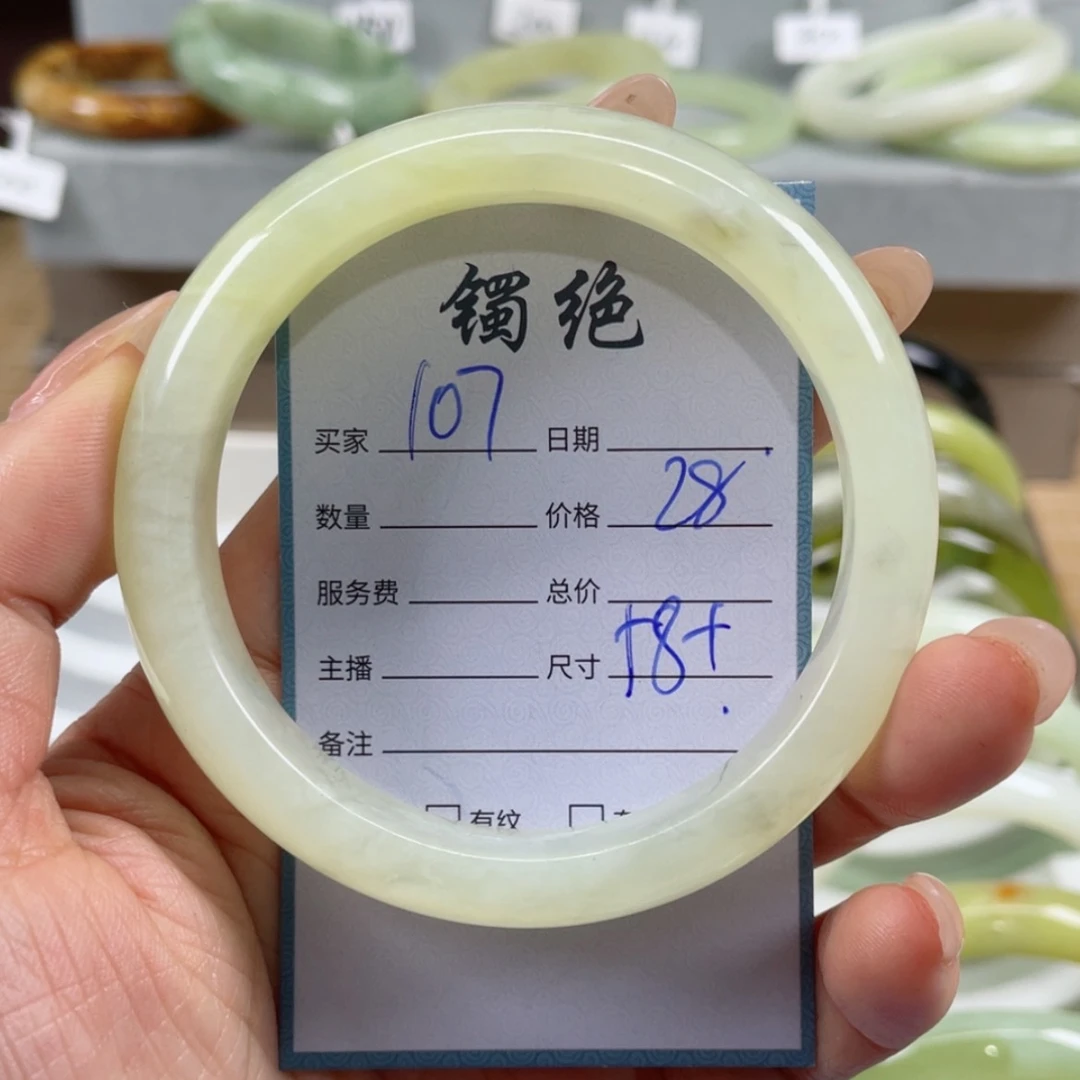 镯绝
买家 107 日期
数量 价格 28
服务费 总价
主播 尺寸 +8+
备注
有纹